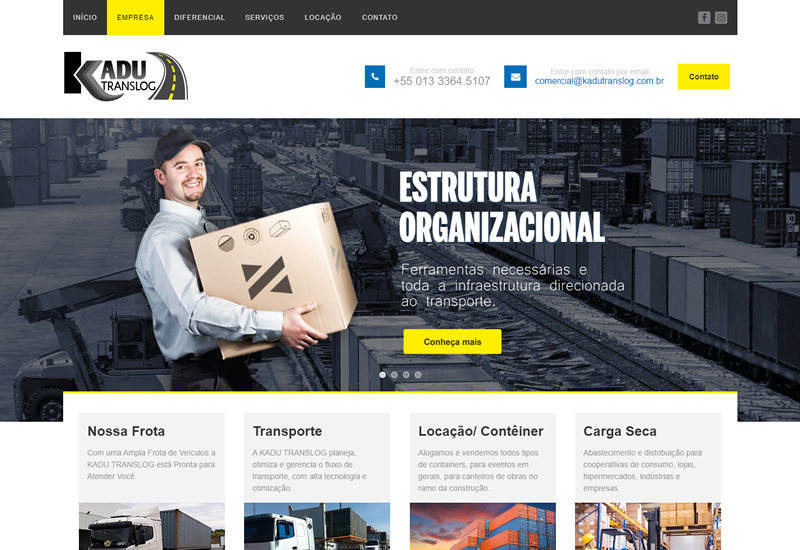 INÍCIO EMPRESA DIFERENCIAL SERVIÇOS LOCAÇÃO CONTATO
KADU
TRANSLOG
Entre com contato
+55 013 3364.5107
Entre com contato por email
comercial@kadutranslog.com.br
Contato
ESTRUTURA
ORGANIZACIONAL
Ferramentas necessárias e
toda a infraestrutura direcionada
ao transporte.
Conheça mais
Nossa Frota
Com uma Ampla Frota de Veículos a
KADU TRANSLOG está Pronta para
Atender Você.
Transporte
A KADU TRANSLOG planeja,
otimiza e gerencia o fluxo de
transporte, com alta tecnologia e
otimização.
Locação/ Contêiner
Alugamos e vendemos todos tipos
de containers, para eventos em
gerais, para canteiros de obras no
ramo da construção.
Carga Seca
Abastecimento e distribuição para
cooperativas de consumo, lojas,
hipermercados, indústrias e
empresas.